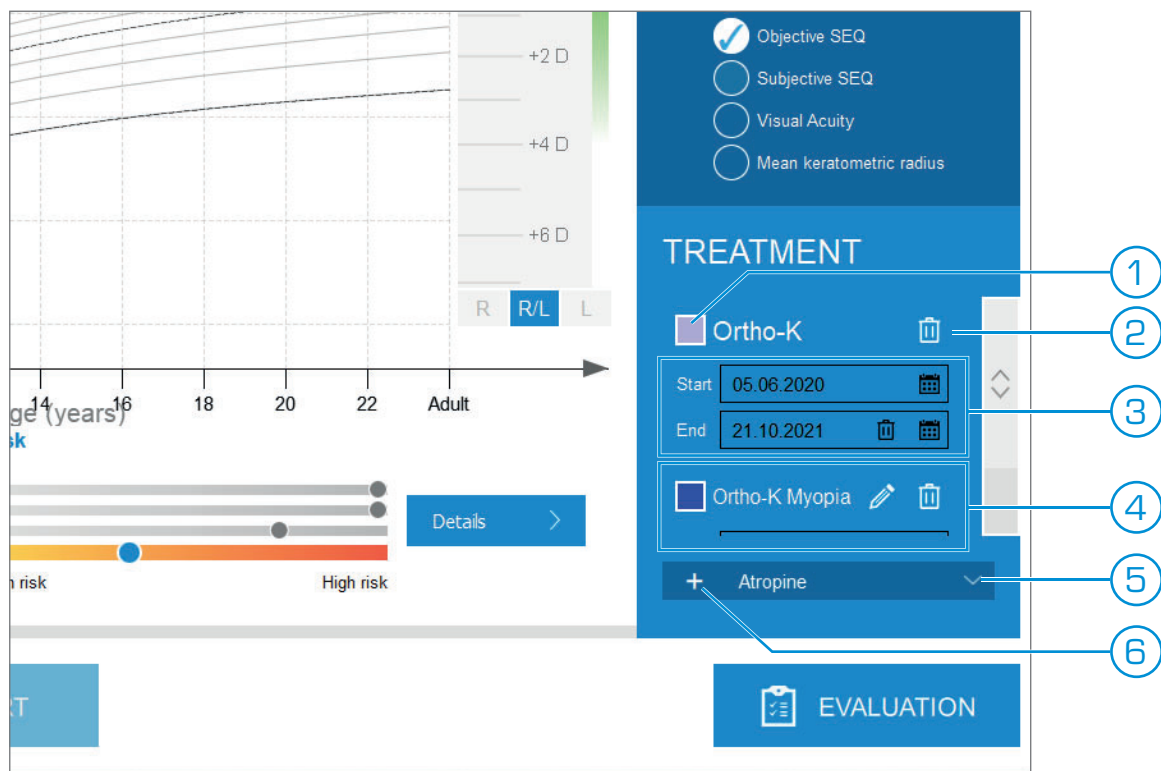 +2 D
+4 D
+6 D
R R/L L
14 16 18 20 22 Adult
ge (years)
sk
Details
n risk High risk
RT
Objective SEQ
Subjective SEQ
Visual Acuity
Mean keratometric radius
TREATMENT
Ortho-K
Start 05.06.2020
End 21.10.2021
Ortho-K Myopia
+ Atropine
EVALUATION
1
2
3
4
5
6